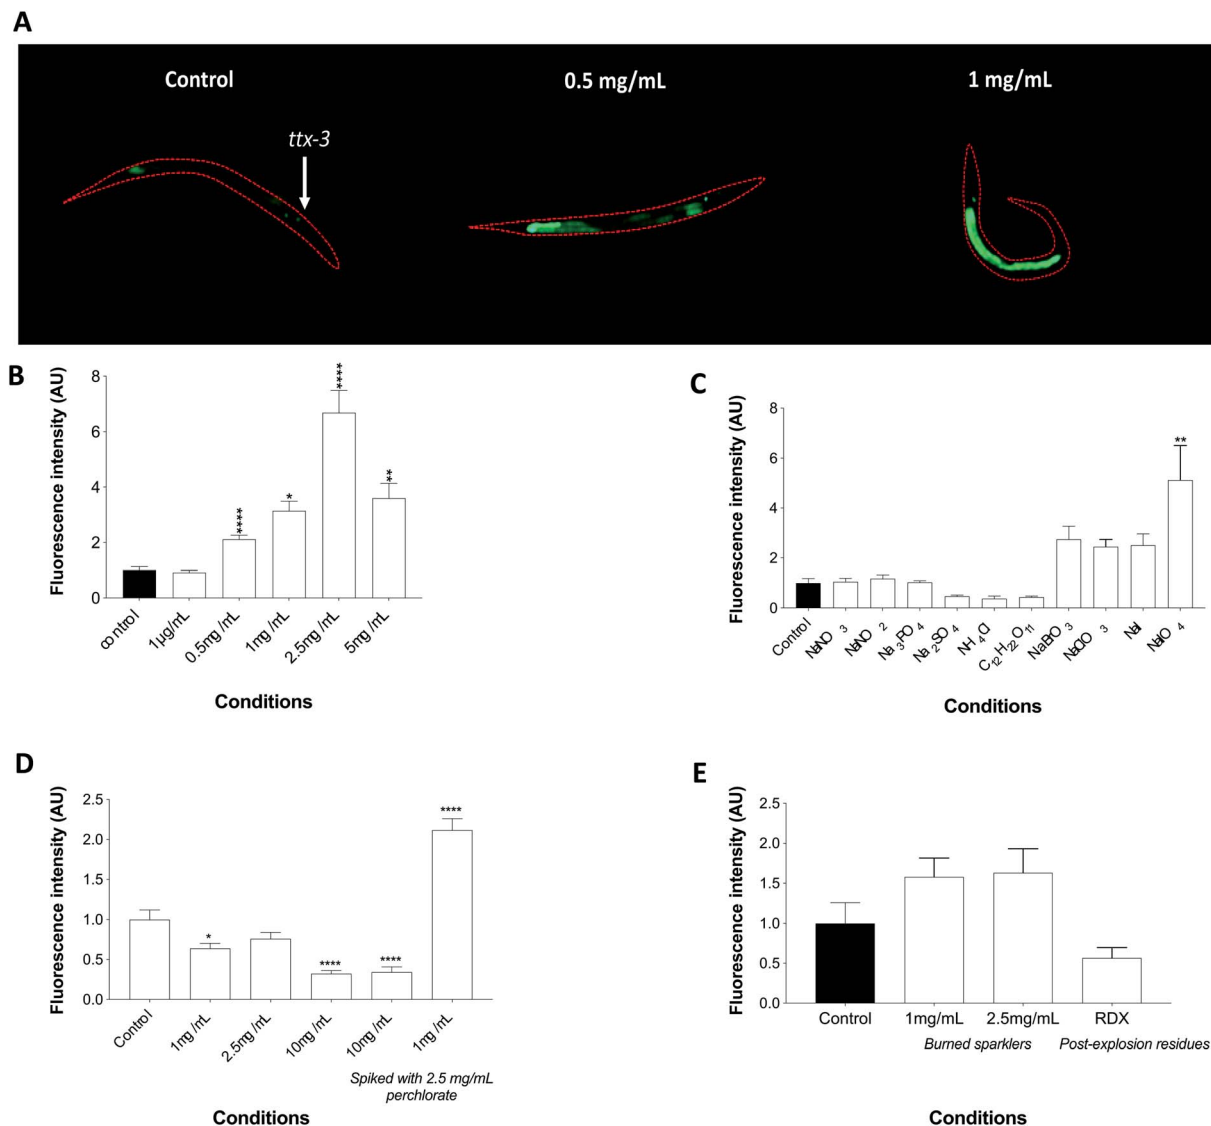 A
Control
0.5 mg/mL
1 mg/mL
ttx-3
B
Fluorescence intensity (AU)
8
6
4
2
0
****
*
****
**
control
1µg/mL
0.5mg/mL
1mg/mL
2.5mg/mL
5mg/mL
Conditions
C
Fluorescence intensity (AU)
8
6
4
2
0
**
Control
NaNO3
NaNO2
Na3PO4
Na2SO4
NH4Cl
C12H22O11
NaBrO3
NaClO3
NaI
NaIO4
Conditions
D
Fluorescence intensity (AU)
2.5
2.0
1.5
1.0
0.5
0.0
*
****
****
****
Control
1mg/mL
2.5mg/mL
10mg/mL
10mg/mL
1mg/mL
Spiked with 2.5 mg/mL
perchlorate
Conditions
E
Fluorescence intensity (AU)
2.5
2.0
1.5
1.0
0.5
0.0
Control
1mg/mL
2.5mg/mL
RDX
Burned sparklers
Post-explosion residues
Conditions